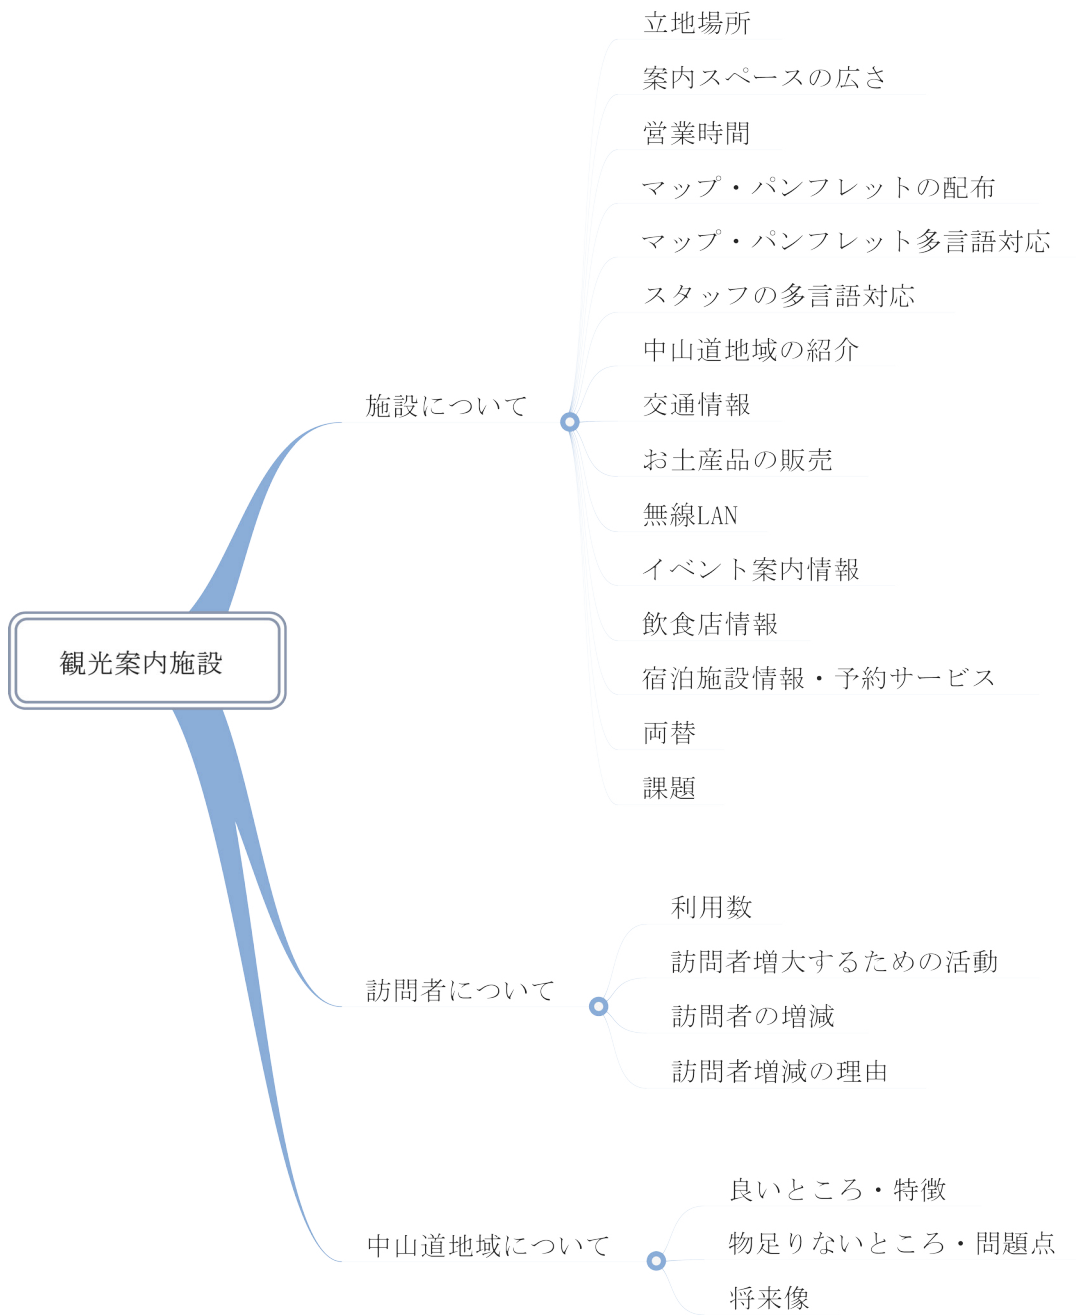 観光案内施設
施設について
立地場所
案内スペースの広さ
営業時間
マップ・パンフレットの配布
マップ・パンフレット多言語対応
スタッフの多言語対応
中山道地域の紹介
交通情報
お土産品の販売
無線LAN
イベント案内情報
飲食店情報
宿泊施設情報・予約サービス
両替
課題
訪問者について
利用数
訪問者増大するための活動
訪問者の増減
訪問者増減の理由
中山道地域について
良いところ・特徴
物足りないところ・問題点
将来像